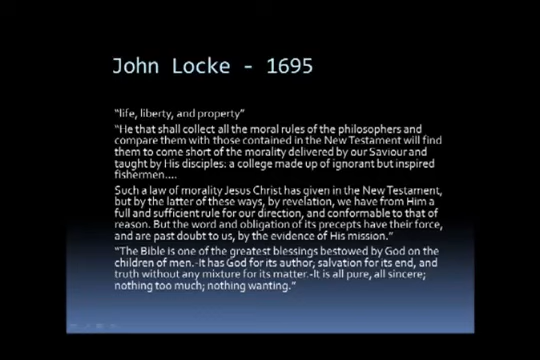 John Locke - 1695
"life, liberty, and property"
"He that shall collect all the moral rules of the philosophers and
compare them with those contained in the New Testament will find
them to come short of the morality delivered by our Saviour and
taught by His disciples: a college made up of ignorant but inspired
fishermen....
Such a law of morality Jesus Christ has given in the New Testament,
but by the latter of these ways, by revelation, we have from Him a
full and sufficient rule for our direction, and conformable to that of
reason. But the word and obligation of its precepts have their force,
and are past doubt to us, by the evidence of His mission."
"The Bible is one of the greatest blessings bestowed by God on the
children of men.-It has God for its author; salvation for its end, and
truth without any mixture for its matter.-It is all pure, all sincere;
nothing too much; nothing wanting."